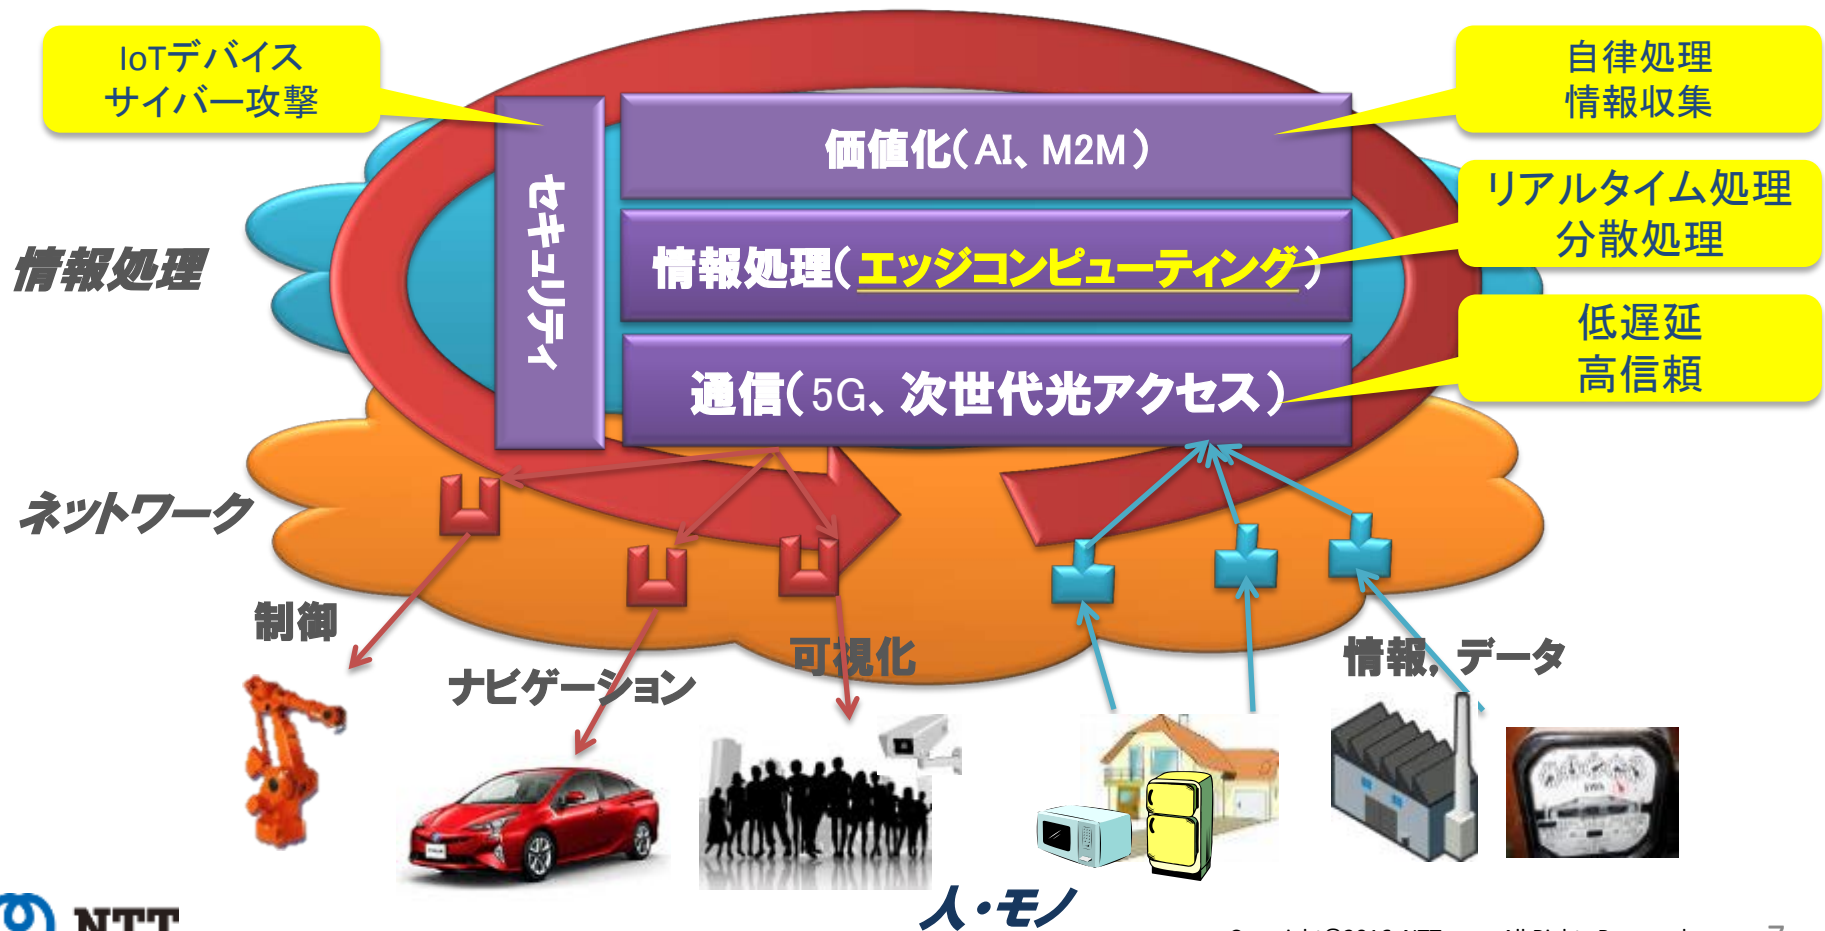 IoTデバイス
サイバー攻撃
自律処理
情報収集
価値化(AI、M2M)
セキュリティ
リアルタイム処理
分散処理
情報処理
情報処理(エッジコンピューティング)
低遅延
高信頼
通信(5G、次世代光アクセス)
ネットワーク
制御
ナビゲーション
可視化
情報, データ
人・モノ
NTT